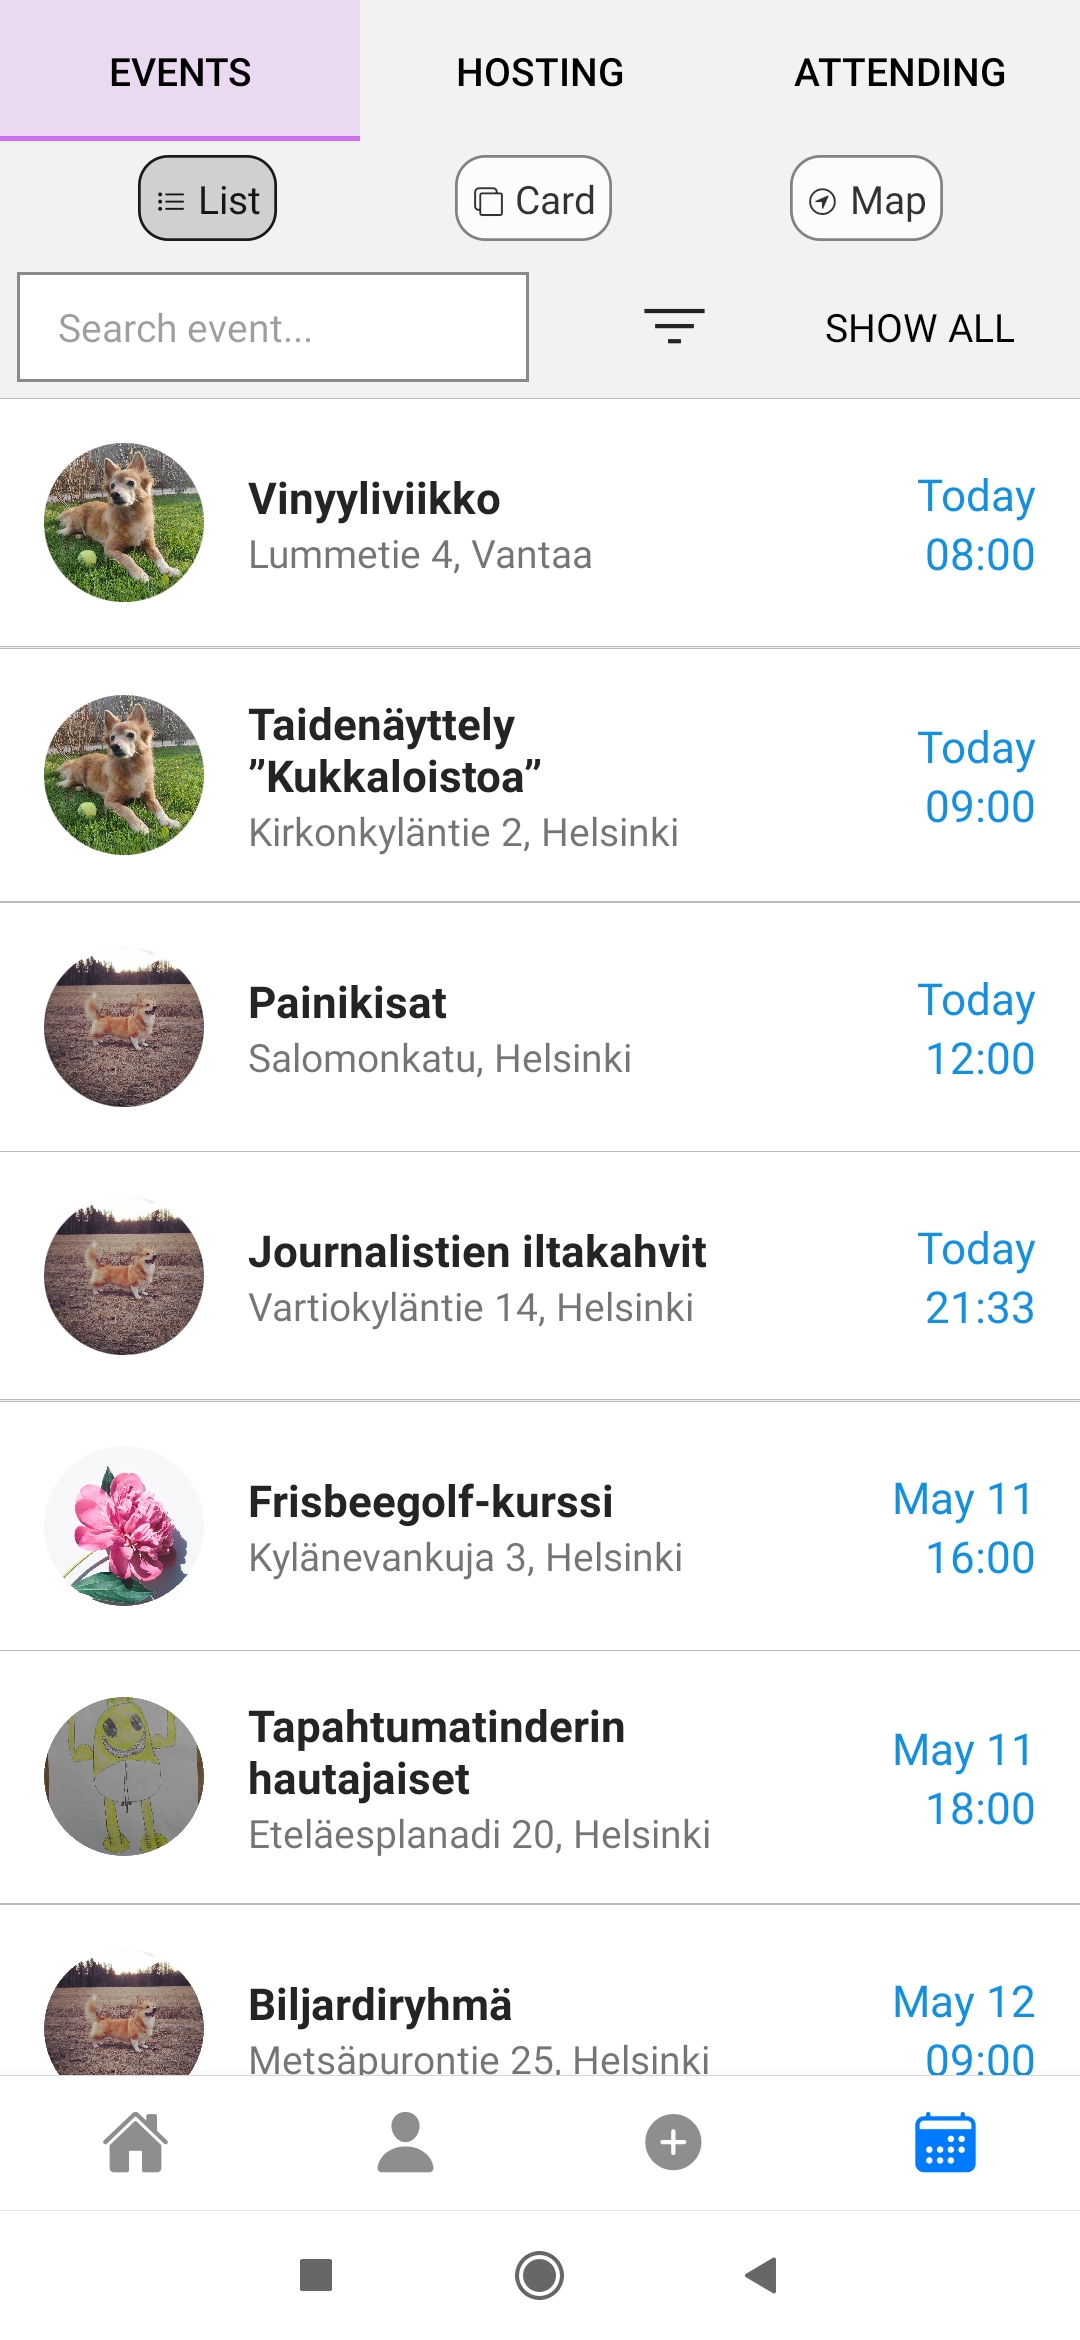 EVENTS HOSTING ATTENDING
List Card Map
Search event... SHOW ALL
Vinyyliviikko
Lummetie 4, Vantaa
Today
08:00
Taidenäyttely
”Kukkaloistoa”
Kirkonkyläntie 2, Helsinki
Today
09:00
Painikisat
Salomonkatu, Helsinki
Today
12:00
Journalistien iltakahvit
Vartiokyläntie 14, Helsinki
Today
21:33
Frisbeegolf-kurssi
Kylänevankuja 3, Helsinki
May 11
16:00
Tapahtumatinderin
hautajaiset
Eteläesplanadi 20, Helsinki
May 11
18:00
Biljardiryhmä
Metsäpurontie 25, Helsinki
May 12
09:00